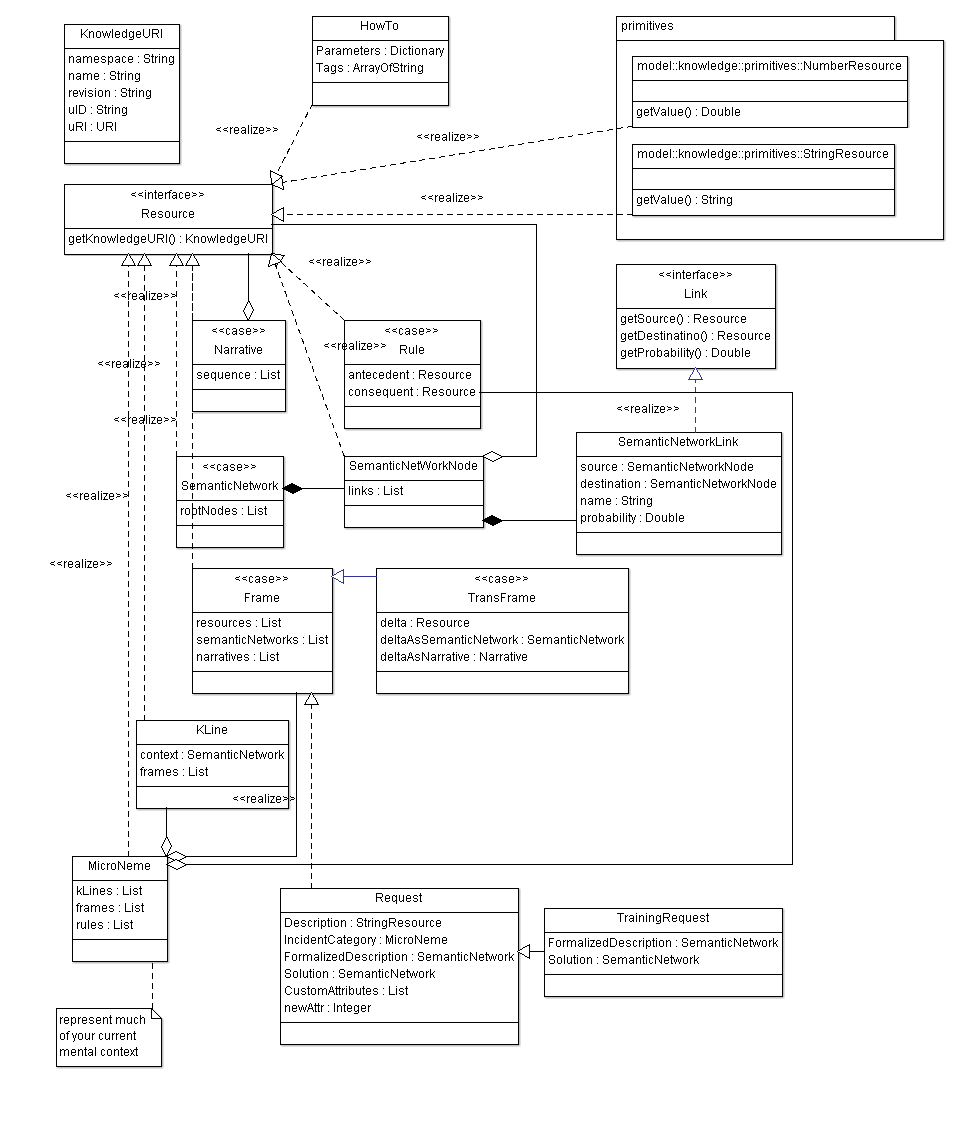 KnowledgeURI
namespace : String
name : String
revision : String
uID : String
uRI : URI
HowTo
Parameters : Dictionary
Tags : ArrayOfString
primitives
model::knowledge::primitives::NumberResource
getValue() : Double
model::knowledge::primitives::StringResource
getValue() : String
<<realize>>
<<realize>>
<<realize>>
<<interface>>
Resource
getKnowledgeURI() : KnowledgeURI
<<realize>>
<<realize>>
<<interface>>
Link
getSource() : Resource
getDestinatino() : Resource
getProbability() : Double
<<case>>
Narrative
sequence : List
<<case>>
Rule
<<realize>>
antecedent : Resource
consequent : Resource
<<realize>>
<<realize>>
<<realize>>
<<case>>
SemanticNetwork
rootNodes : List
SemanticNetWorkNode
links : List
SemanticNetworkLink
source : SemanticNetworkNode
destination : SemanticNetworkNode
name : String
probability : Double
<<realize>>
<<realize>>
<<case>>
Frame
resources : List
semanticNetworks : List
narratives : List
<<case>>
TransFrame
delta : Resource
deltaAsSemanticNetwork : SemanticNetwork
deltaAsNarrative : Narrative
KLine
context : SemanticNetwork
frames : List
<<realize>>
MicroNeme
kLines : List
frames : List
rules : List
Request
Description : StringResource
IncidentCategory : MicroNeme
FormalizedDescription : SemanticNetwork
Solution : SemanticNetwork
CustomAttributes : List
newAttr : Integer
TrainingRequest
FormalizedDescription : SemanticNetwork
Solution : SemanticNetwork
represent much
of your current
mental context